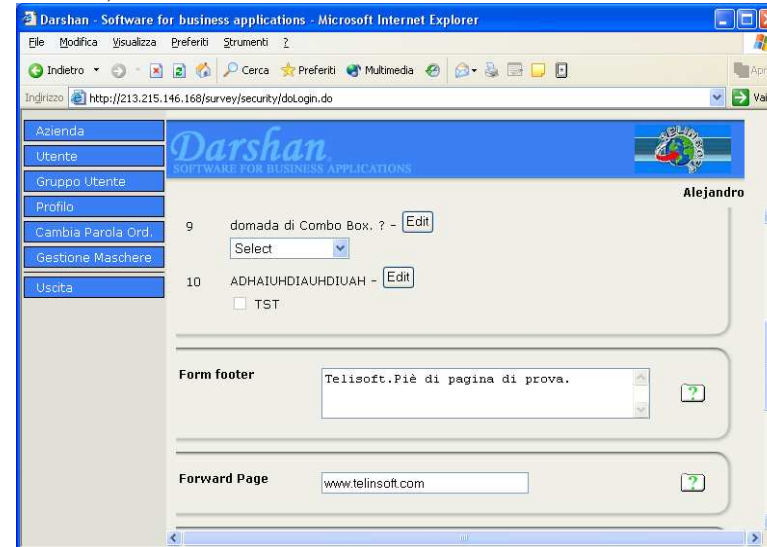 Darshan - Software for business applications - Microsoft Internet Explorer
File Modifica Visualizza Preferiti Strumenti ?
Indietro Cerca Preferiti Multimedia
Indirizzo http://213.215.146.168/survey/security/doLogin.do Vai
Azienda
Utente
Gruppo Utente
Profilo
Cambia Parola Ord.
Gestione Maschere
Uscita
Darshan
SOFTWARE FOR BUSINESS APPLICATIONS
Alejandro
9 domada di Combo Box. ? - Edit
Select
10 ADHAIUHDIAUHDIUAH - Edit
TST
Form footer Telisoft.Piè di pagina di prova. ?
Forward Page www.telinsoft.com ?